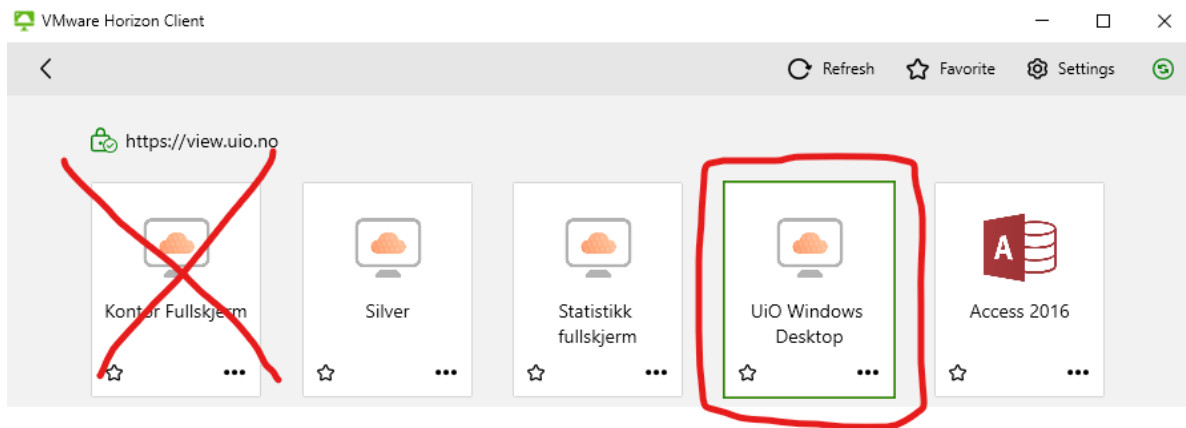 VMware Horizon Client
Refresh
Favorite
Settings
https://view.uio.no
Kontor Fullskjerm
Silver
Statistikk
fullskjerm
UiO Windows
Desktop
A
Access 2016